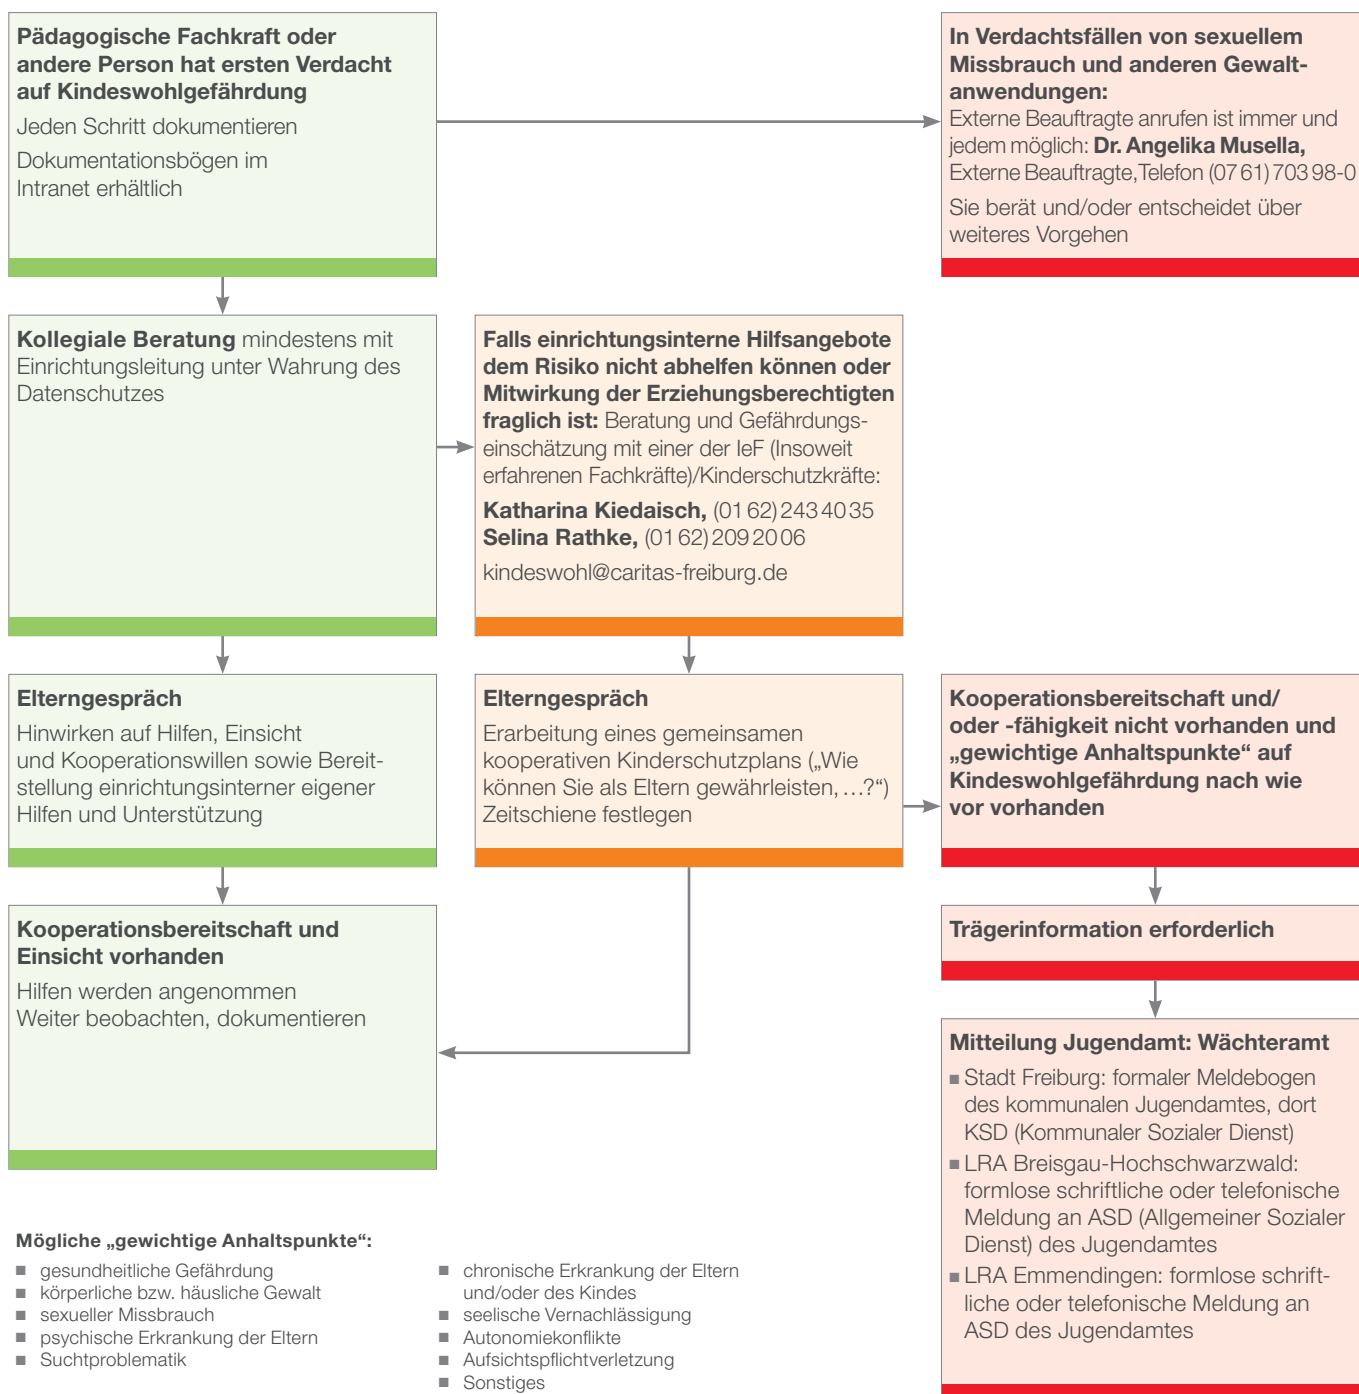 Pädagogische Fachkraft oder
andere Person hat ersten Verdacht
auf Kindeswohlgefährdung
Jeden Schritt dokumentieren
Dokumentationsbögen im
Intranet erhältlich
In Verdachtsfällen von sexuellem
Missbrauch und anderen Gewalt-
anwendungen:
Externe Beauftragte anrufen ist immer und
jedem möglich: Dr. Angelika Musella,
Externe Beauftragte, Telefon (07 61) 703 98-0
Sie berät und/oder entscheidet über
weiteres Vorgehen
Kollegiale Beratung mindestens mit
Einrichtungsleitung unter Wahrung des
Datenschutzes
Falls einrichtungsinterne Hilfsangebote
dem Risiko nicht abhelfen können oder
Mitwirkung der Erziehungsberechtigten
fraglich ist: Beratung und Gefährdungs-
einschätzung mit einer der IeF (Insoweit
erfahrenen Fachkräfte)/Kinderschutzkräfte:
Katharina Kiedaisch, (01 62) 243 40 35
Selina Rathke, (01 62) 209 20 06
kindeswohl@caritas-freiburg.de
Elterngespräch
Hinwirken auf Hilfen, Einsicht
und Kooperationswillen sowie Bereit-
stellung einrichtungsinterner eigener
Hilfen und Unterstützung
Elterngespräch
Erarbeitung eines gemeinsamen
kooperativen Kinderschutzplans („Wie
können Sie als Eltern gewährleisten, …?“)
Zeitschiene festlegen
Kooperationsbereitschaft und/
oder -fähigkeit nicht vorhanden und
„gewichtige Anhaltspunkte“ auf
Kindeswohlgefährdung nach wie
vor vorhanden
Kooperationsbereitschaft und
Einsicht vorhanden
Hilfen werden angenommen
Weiter beobachten, dokumentieren
Trägerinformation erforderlich
Mitteilung Jugendamt: Wächteramt
■ Stadt Freiburg: formaler Meldebogen
des kommunalen Jugendamtes, dort
KSD (Kommunaler Sozialer Dienst)
■ LRA Breisgau-Hochschwarzwald:
formlose schriftliche oder telefonische
Meldung an ASD (Allgemeiner Sozialer
Dienst) des Jugendamtes
■ LRA Emmendingen: formlose schrift-
liche oder telefonische Meldung an
ASD des Jugendamtes
Mögliche „gewichtige Anhaltspunkte“:
■ gesundheitliche Gefährdung
■ körperliche bzw. häusliche Gewalt
■ sexueller Missbrauch
■ psychische Erkrankung der Eltern
■ Suchtproblematik
■ chronische Erkrankung der Eltern
und/oder des Kindes
■ seelische Vernachlässigung
■ Autonomiekonflikte
■ Aufsichtspflichtverletzung
■ Sonstiges